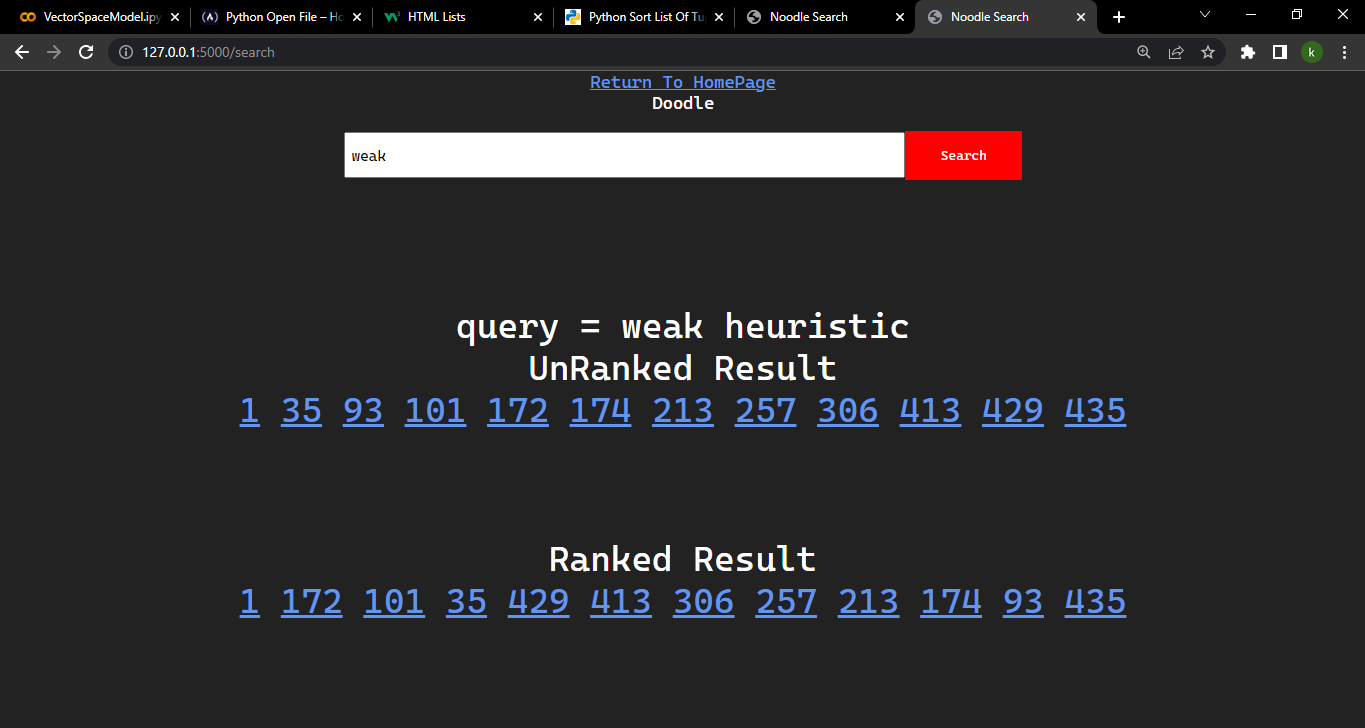 VectorSpaceModel.ipy
Python Open File – Ho
HTML Lists
Python Sort List Of Tu
Noodle Search
Noodle Search
127.0.0.1:5000/search
k
Return To HomePage
Doodle
weak
Search
query = weak heuristic
UnRanked Result
1 35 93 101 172 174 213 257 306 413 429 435
Ranked Result
1 172 101 35 429 413 306 257 213 174 93 435